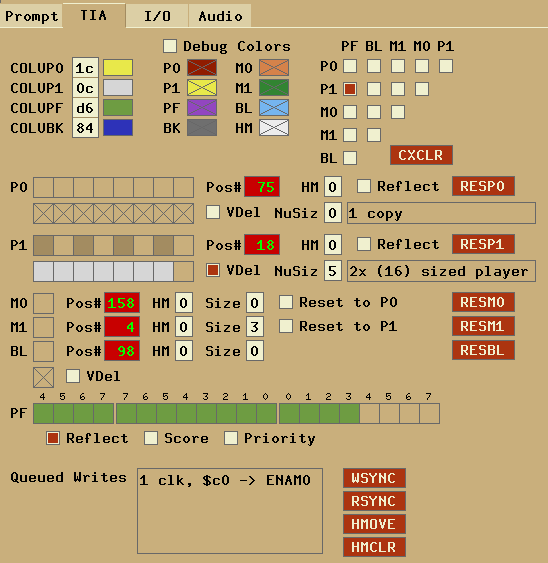 Prompt TIA I/O Audio
Debug Colors
PF BL M1 M0 P1
COLUP0 1c P0 M0 P0
COLUP1 0c P1 M1 P1
COLUPF d6 PF BL M0
COLUBK 84 BK HM M1
BL CXCLR
P0 Pos# 75 HM 0 Reflect RESP0
VDel NuSiz 0 1 copy
P1 Pos# 18 HM 0 Reflect RESP1
VDel NuSiz 5 2x (16) sized player
M0 Pos# 158 HM 0 Size 0 Reset to P0 RESM0
M1 Pos# 4 HM 0 Size 3 Reset to P1 RESM1
BL Pos# 98 HM 0 Size 0 RESBL
VDel
4 5 6 7 7 6 5 4 3 2 1 0 0 1 2 3 4 5 6 7
PF
Reflect Score Priority
Queued Writes 1 clk, $c0 -> ENAM0 WSYNC
RSYNC
HMOVE
HMCLR